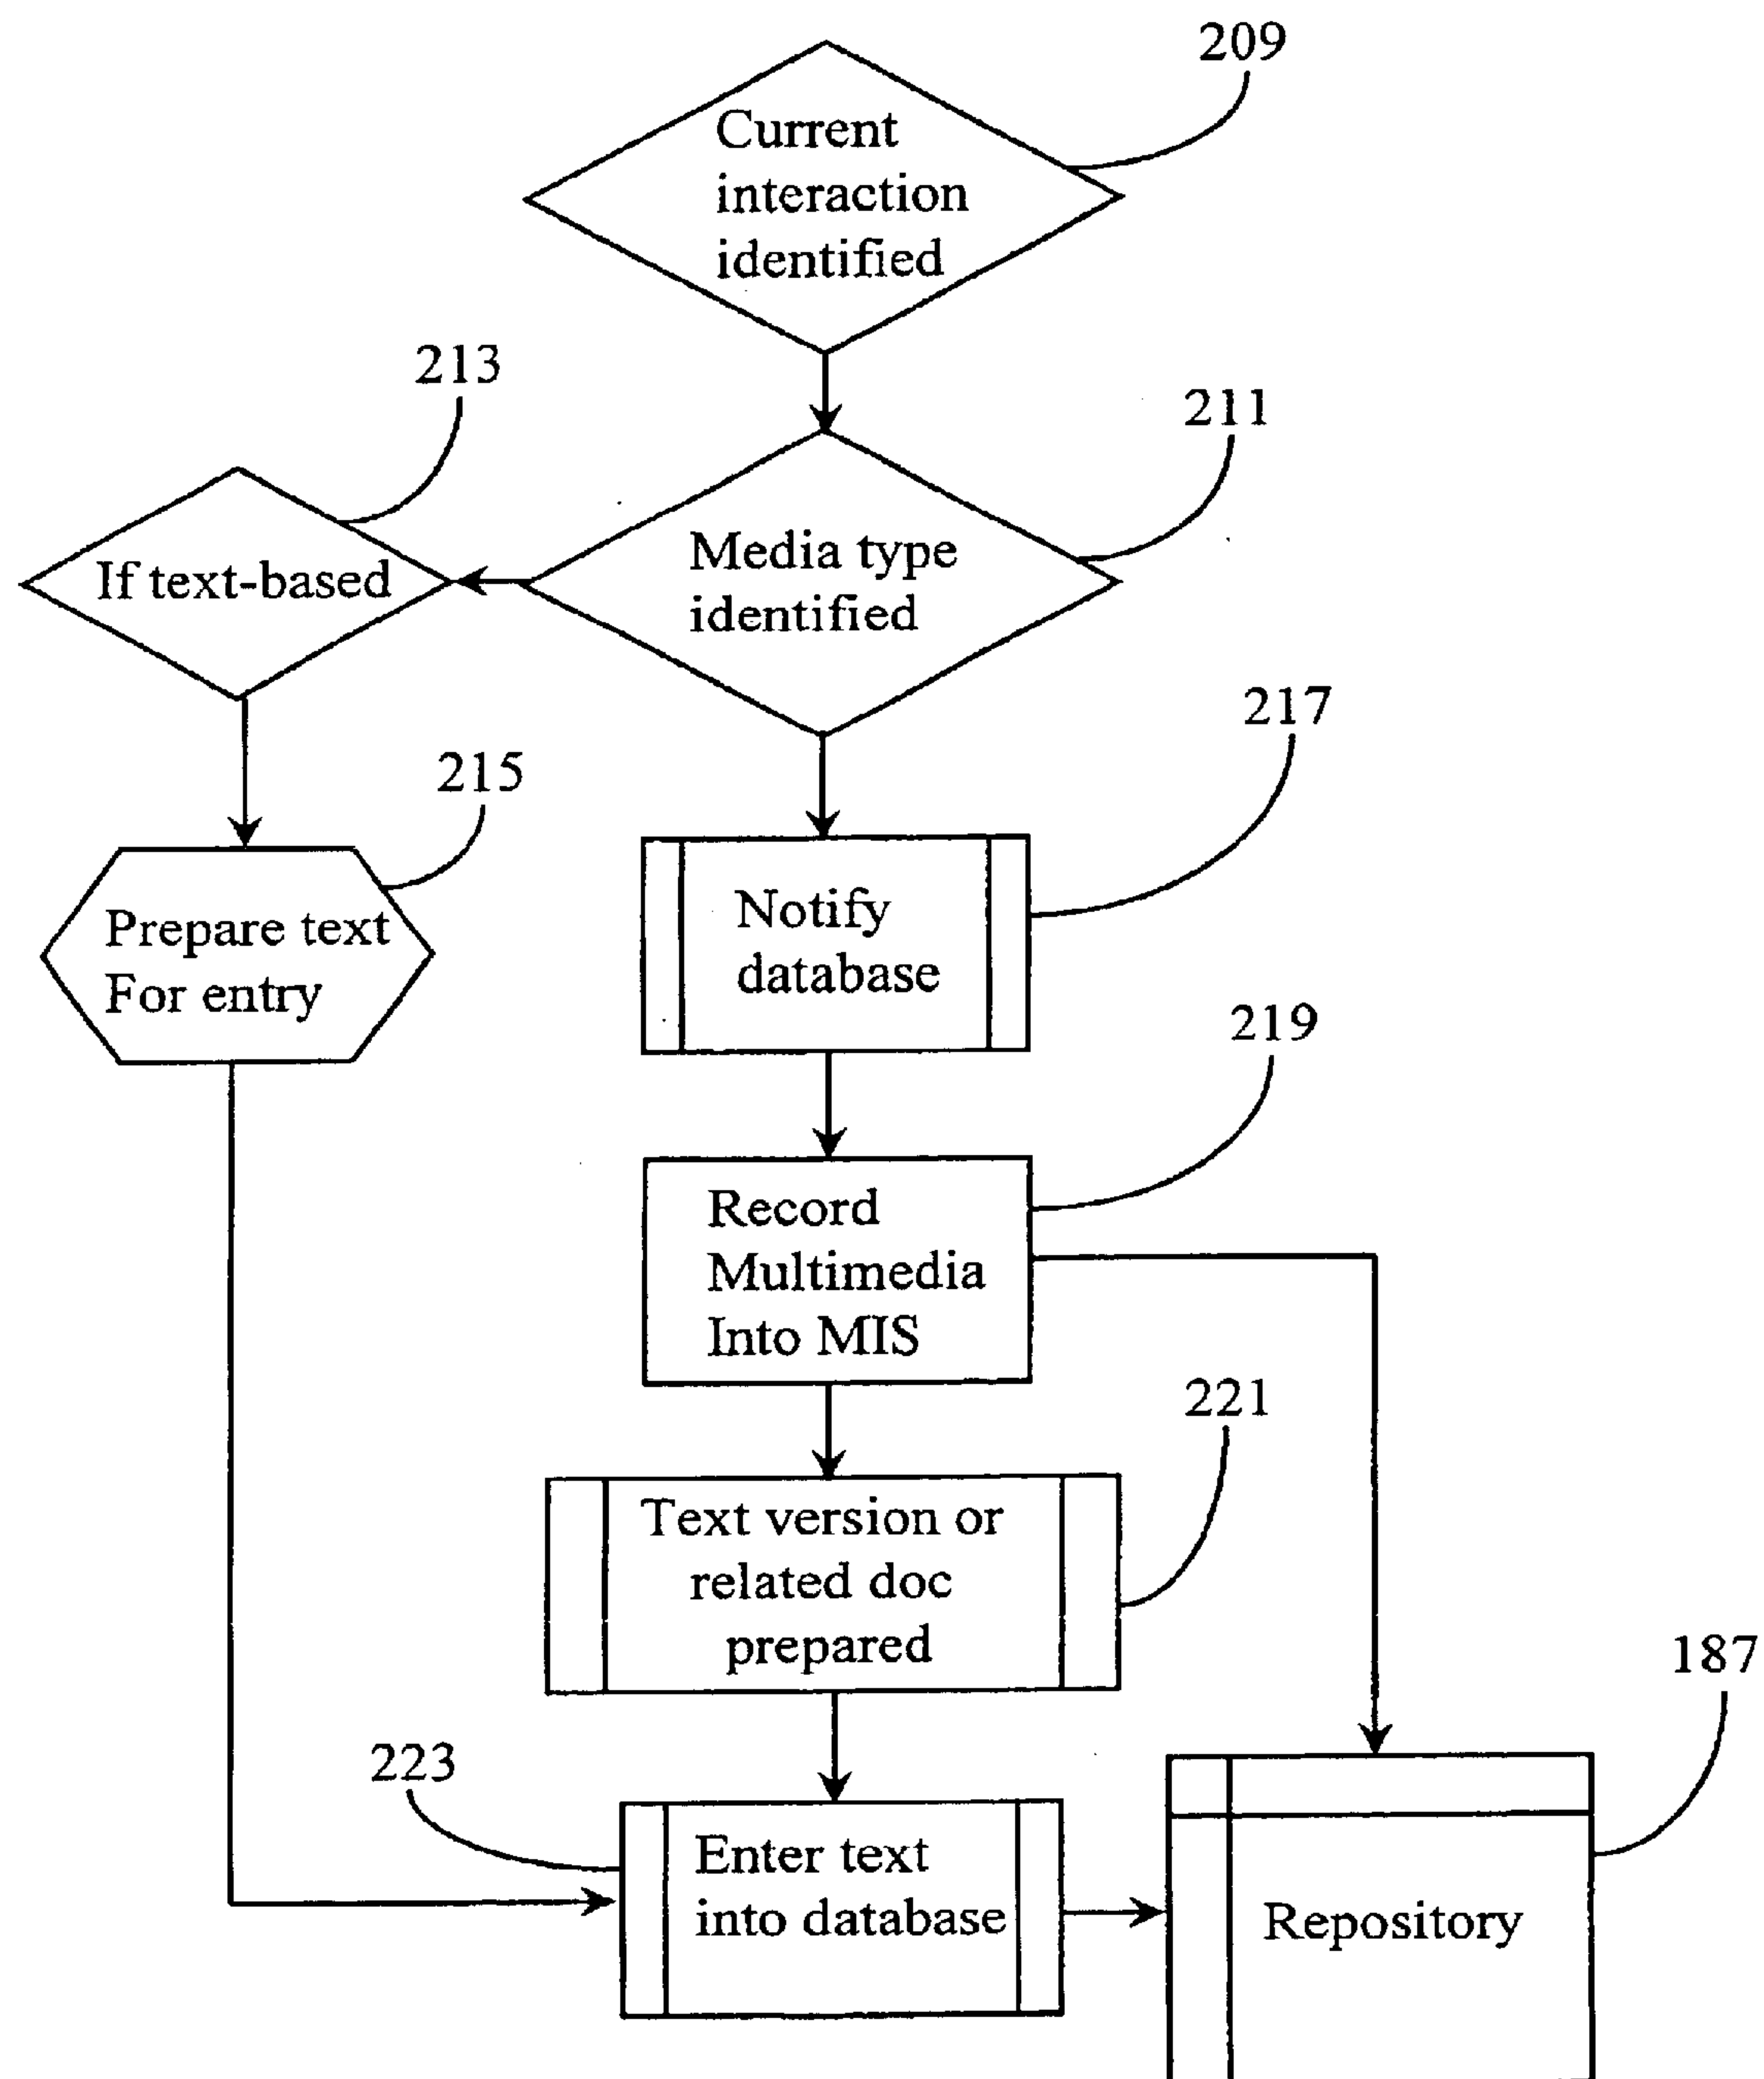 209
Current
interaction
identified
213
211
If text-based
Media type
identified
217
215
Notify
database
Prepare text
For entry
219
Record
Multimedia
Into MIS
221
Text version or
related doc
prepared
187
223
Enter text
into database
Repository